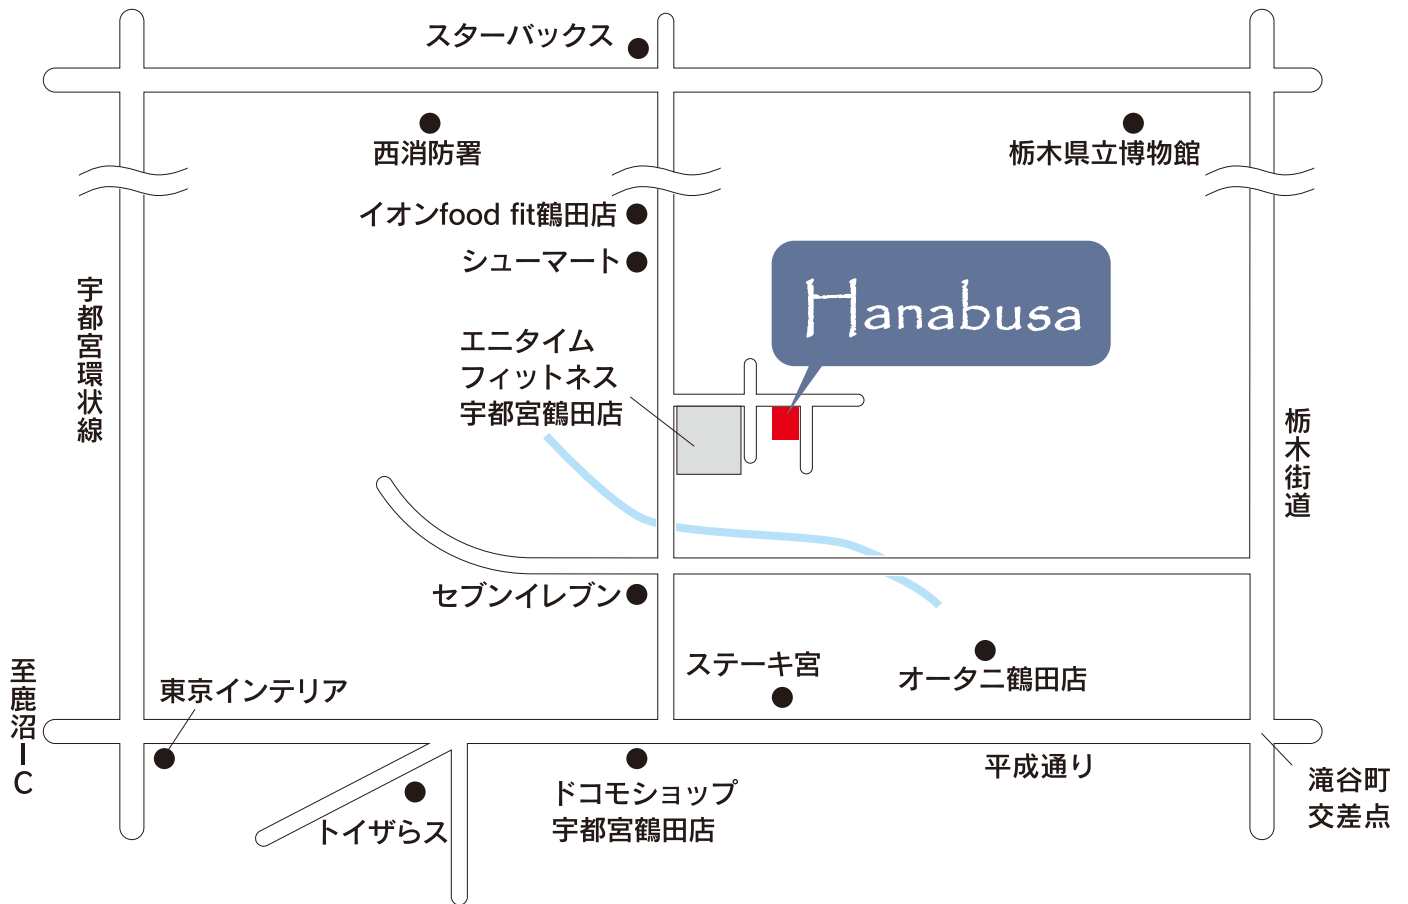 スターバックス
西消防署
栃木県立博物館
イオンfood fit鶴田店
シューマート
Hanabusa
宇都宮環状線
エニタイム
フィットネス
宇都宮鶴田店
栃木街道
セブンイレブン
ステーキ宮
オータニ鶴田店
至鹿沼IC
東京インテリア
平成通り
滝谷町
交差点
トイザらス
ドコモショップ
宇都宮鶴田店